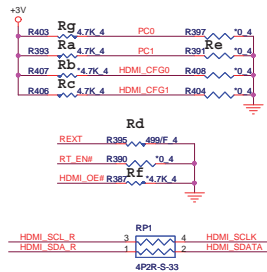 +3V
Rg
R403 4.7K_4 PC0 R397 *0_4
Ra Re
R393 4.7K_4 PC1 R391 *0_4
Rb
R407 *4.7K_4 HDMI_CFG0 R408 *0_4
Rc
R406 4.7K_4 HDMI_CFG1 R404 *0_4
Rd
REXT R395 499/F_4
RT_EN# R390 *0_4
Rf
HDMI_OE# R387 *4.7K_4
RP1
HDMI_SCL_R 3 4 HDMI_SCLK
HDMI_SDA_R 1 2 HDMI_SDATA
4P2R-S-33